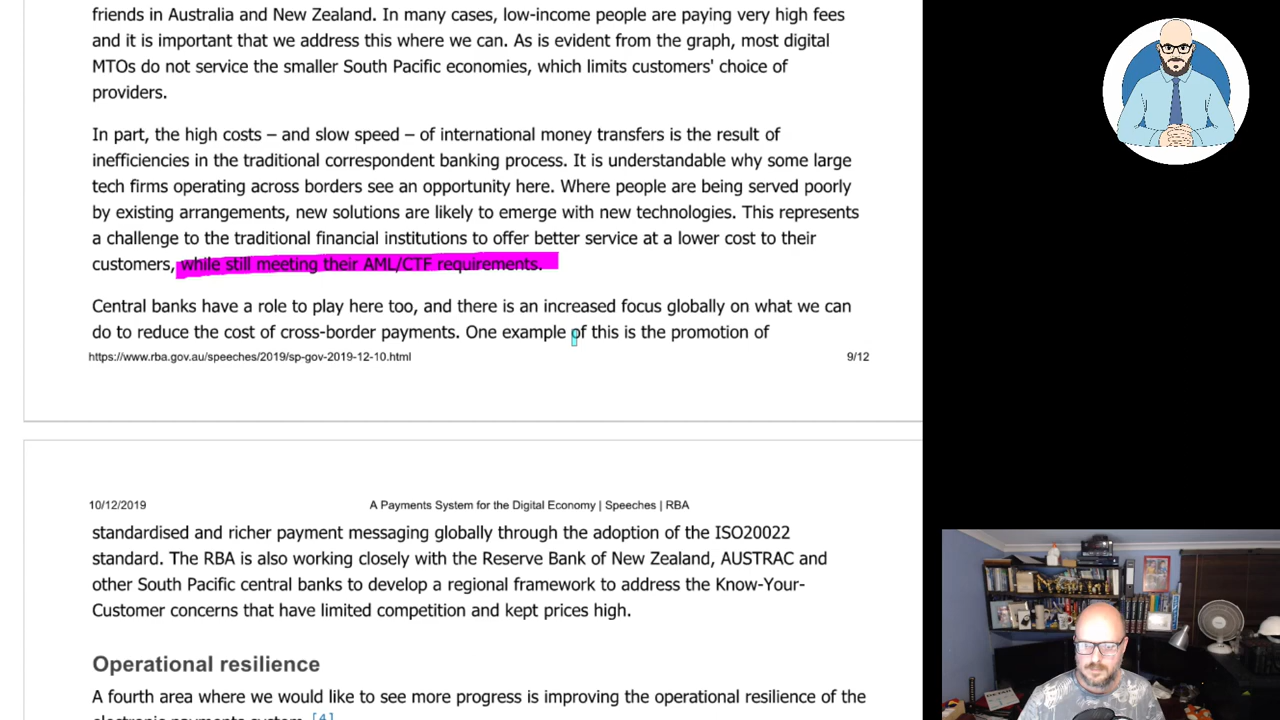 friends in Australia and New Zealand. In many cases, low-income people are paying very high fees
and it is important that we address this where we can. As is evident from the graph, most digital
MTOs do not service the smaller South Pacific economies, which limits customers' choice of
providers.
In part, the high costs – and slow speed – of international money transfers is the result of
inefficiencies in the traditional correspondent banking process. It is understandable why some large
tech firms operating across borders see an opportunity here. Where people are being served poorly
by existing arrangements, new solutions are likely to emerge with new technologies. This represents
a challenge to the traditional financial institutions to offer better service at a lower cost to their
customers, while still meeting their AML/CTF requirements.
Central banks have a role to play here too, and there is an increased focus globally on what we can
do to reduce the cost of cross-border payments. One example of this is the promotion of
https://www.rba.gov.au/speeches/2019/sp-gov-2019-12-10.html 9/12
10/12/2019 A Payments System for the Digital Economy | Speeches | RBA
standardised and richer payment messaging globally through the adoption of the ISO20022
standard. The RBA is also working closely with the Reserve Bank of New Zealand, AUSTRAC and
other South Pacific central banks to develop a regional framework to address the Know-Your-
Customer concerns that have limited competition and kept prices high.
Operational resilience
A fourth area where we would like to see more progress is improving the operational resilience of the
electronic payments system. [4]